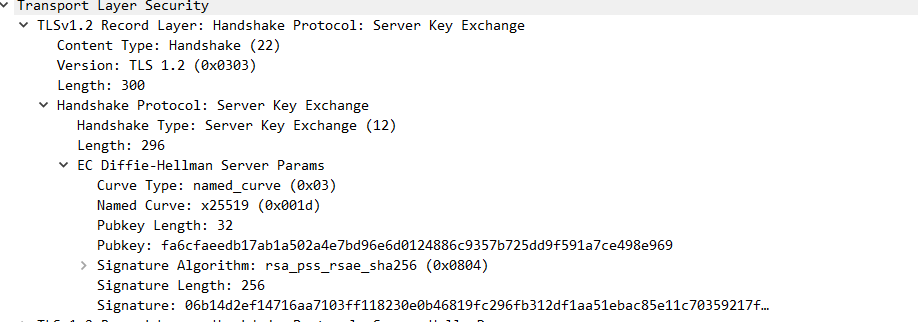 Transport Layer Security
TLSv1.2 Record Layer: Handshake Protocol: Server Key Exchange
Content Type: Handshake (22)
Version: TLS 1.2 (0x0303)
Length: 300
Handshake Protocol: Server Key Exchange
Handshake Type: Server Key Exchange (12)
Length: 296
EC Diffie-Hellman Server Params
Curve Type: named_curve (0x03)
Named Curve: x25519 (0x001d)
Pubkey Length: 32
Pubkey: fa6cfaeedb17ab1a502a4e7bd96e6d0124886c9357b725dd9f591a7ce498e969
Signature Algorithm: rsa_pss_rsae_sha256 (0x0804)
Signature Length: 256
Signature: 06b14d2ef14716aa7103ff118230e0b46819fc296fb312df1aa51ebac85e11c70359217f…